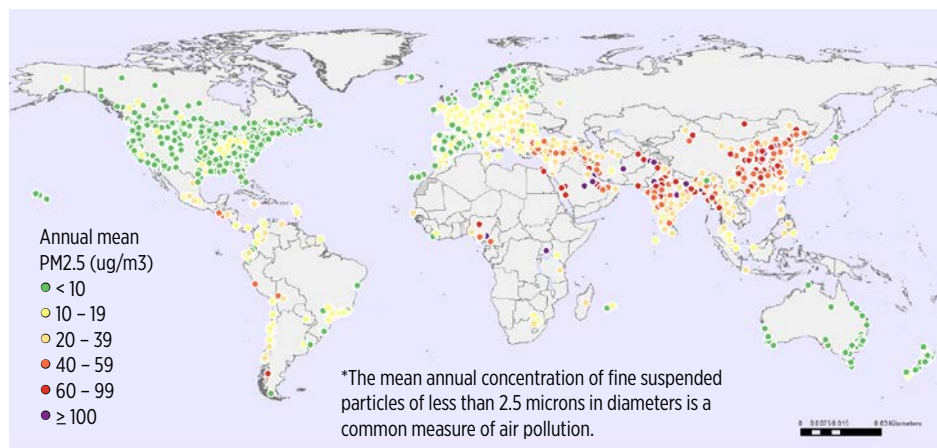 Annual mean
PM2.5 (ug/m3)
< 10
10 – 19
20 – 39
40 – 59
60 – 99
≥ 100
*The mean annual concentration of fine suspended
particles of less than 2.5 microns in diameters is a
common measure of air pollution.